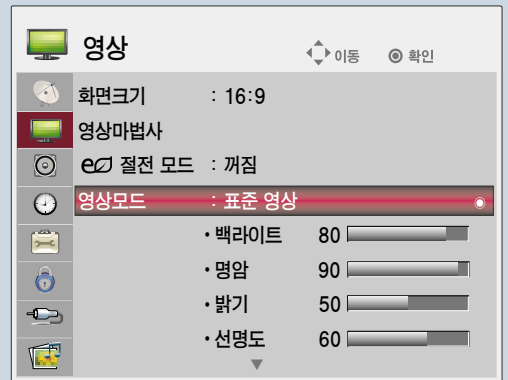 영상 이동 확인
화면크기 : 16:9
영상마법사
eco 절전 모드 : 꺼짐
영상모드 : 표준 영상
• 백라이트 80
• 명암 90
• 밝기 50
• 선명도 60